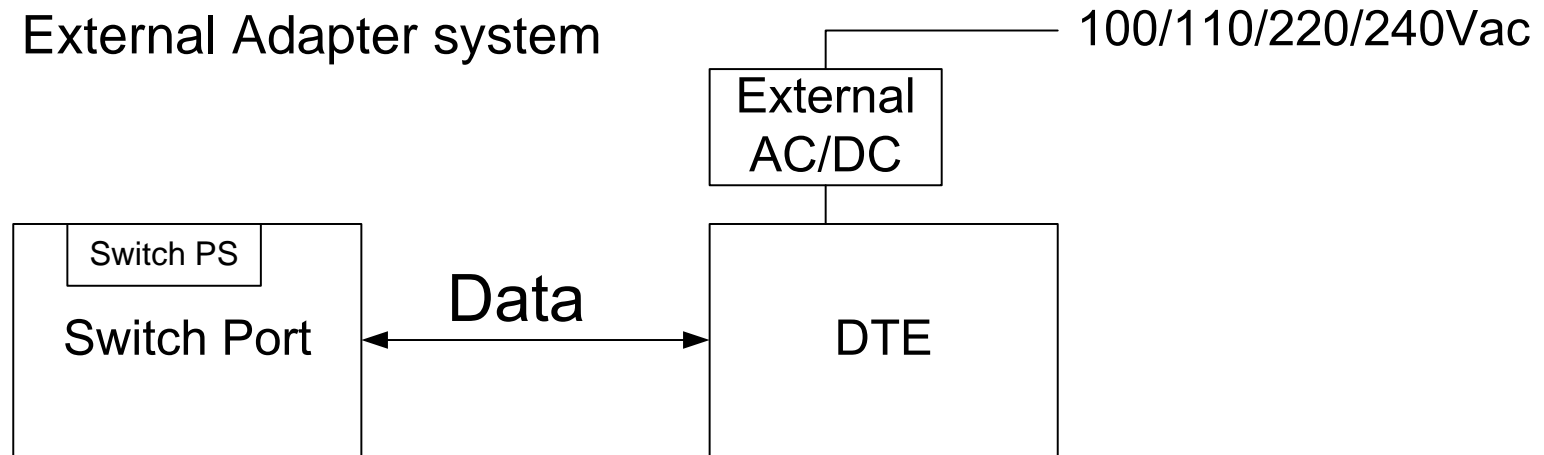 External Adapter system
100/110/220/240Vac
External
AC/DC
Switch PS
Data
Switch Port
DTE